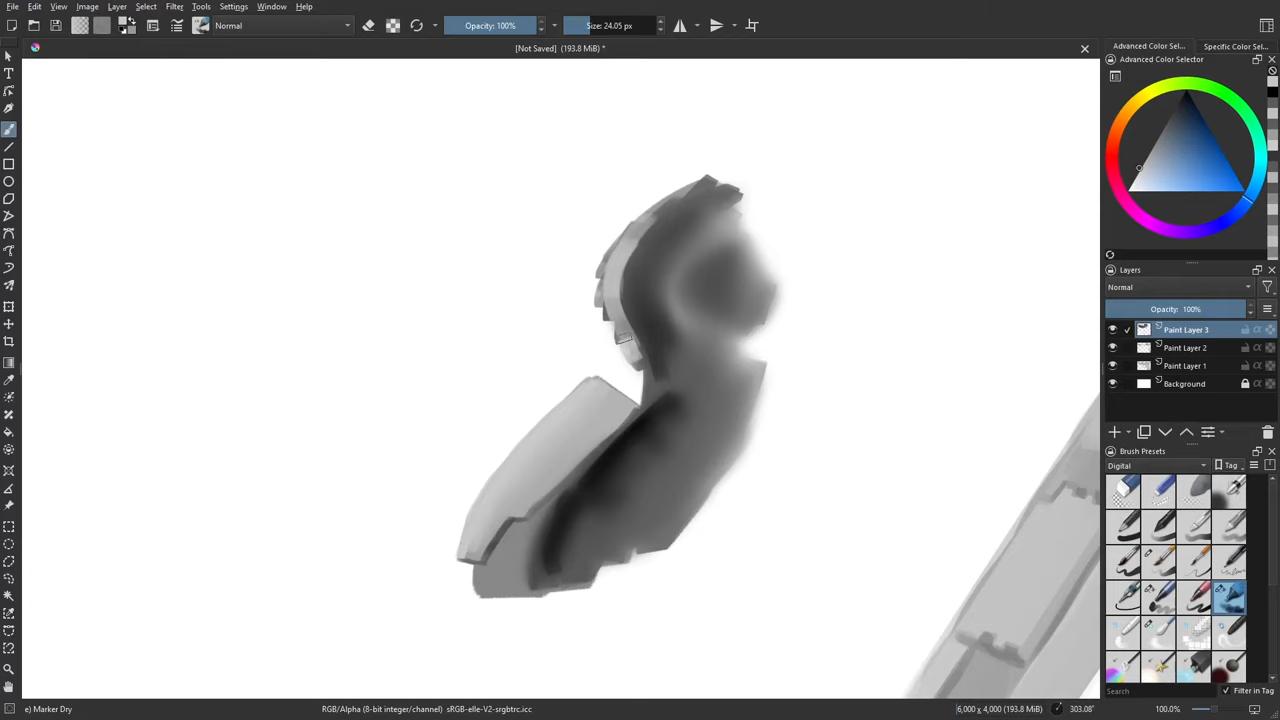 File Edit View Image Layer Select Filter Tools Settings Window Help
Normal Opacity: 100% Size: 24.05 px
[Not Saved] (193.8 MiB) *
Advanced Color Sel... Specific Color Sel...
Advanced Color Selector
Layers
Normal
Opacity: 100%
Paint Layer 3
Paint Layer 2
Paint Layer 1
Background
Brush Presets
Digital Tag
Search Filter in Tag
e) Marker Dry RGB/Alpha (8-bit integer/channel) sRGB-elle-V2-srgbtrc.icc 6,000 x 4,000 (193.8 MiB) 303.08° 100.0%